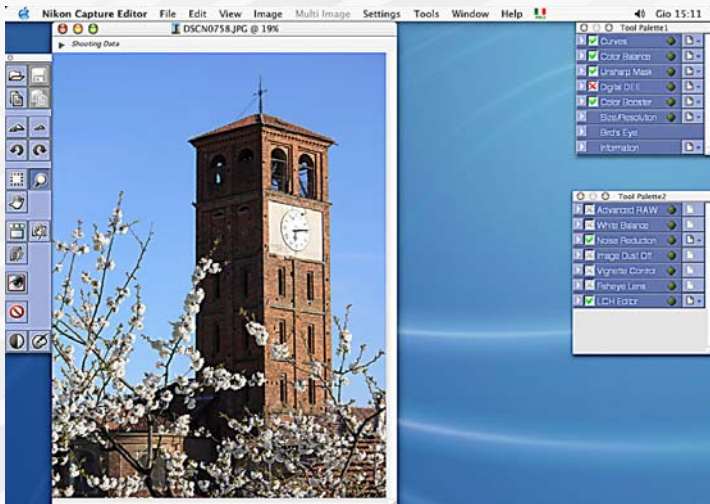 Nikon Capture Editor File Edit View Image Multi Image Settings Tools Window Help Gio 15:11
DSCN0758.JPG @ 19%
Shooting Data
Tool Palette1
Curves
Color Balance
Unsharp Mask
Digital DEE
Color Booster
Size/Resolution
Bird's Eye
Information
Tool Palette2
Advanced RAW
White Balance
Noise Reduction
Image Dust Off
Vignette Control
Fisheye Lens
LCH Editor